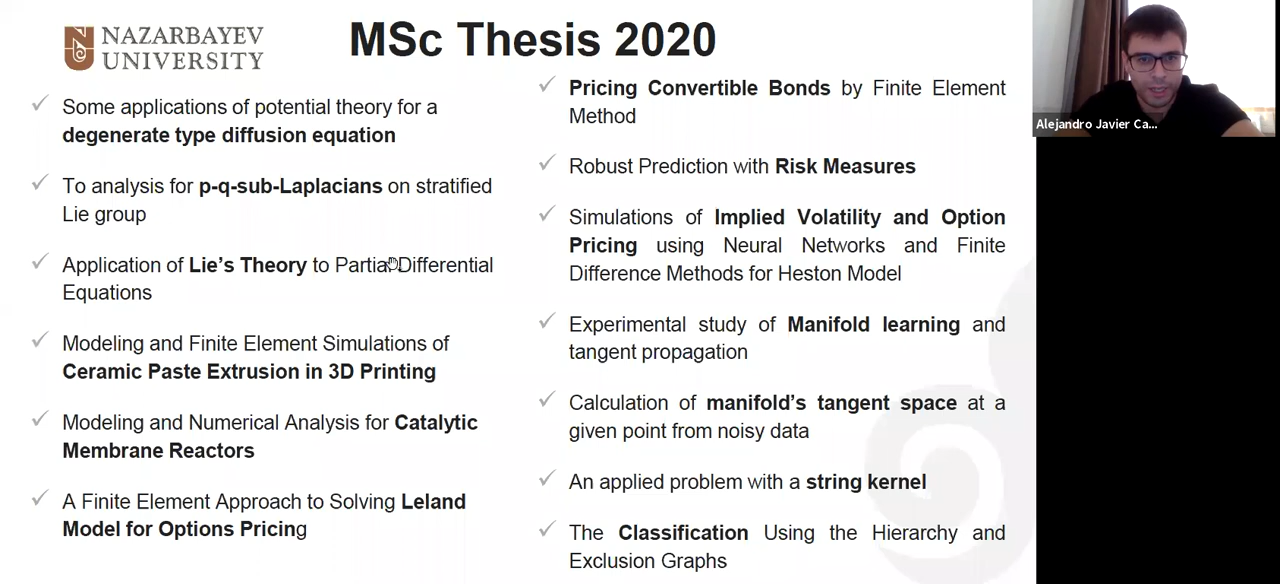 NAZARBAYEV
UNIVERSITY
MSc Thesis 2020
Some applications of potential theory for a
degenerate type diffusion equation
To analysis for p-q-sub-Laplacians on stratified
Lie group
Application of Lie's Theory to Partial Differential
Equations
Modeling and Finite Element Simulations of
Ceramic Paste Extrusion in 3D Printing
Modeling and Numerical Analysis for Catalytic
Membrane Reactors
A Finite Element Approach to Solving Leland
Model for Options Pricing
Pricing Convertible Bonds by Finite Element
Method
Robust Prediction with Risk Measures
Simulations of Implied Volatility and Option
Pricing using Neural Networks and Finite
Difference Methods for Heston Model
Experimental study of Manifold learning and
tangent propagation
Calculation of manifold's tangent space at a
given point from noisy data
An applied problem with a string kernel
The Classification Using the Hierarchy and
Exclusion Graphs
Alejandro Javier Ca...